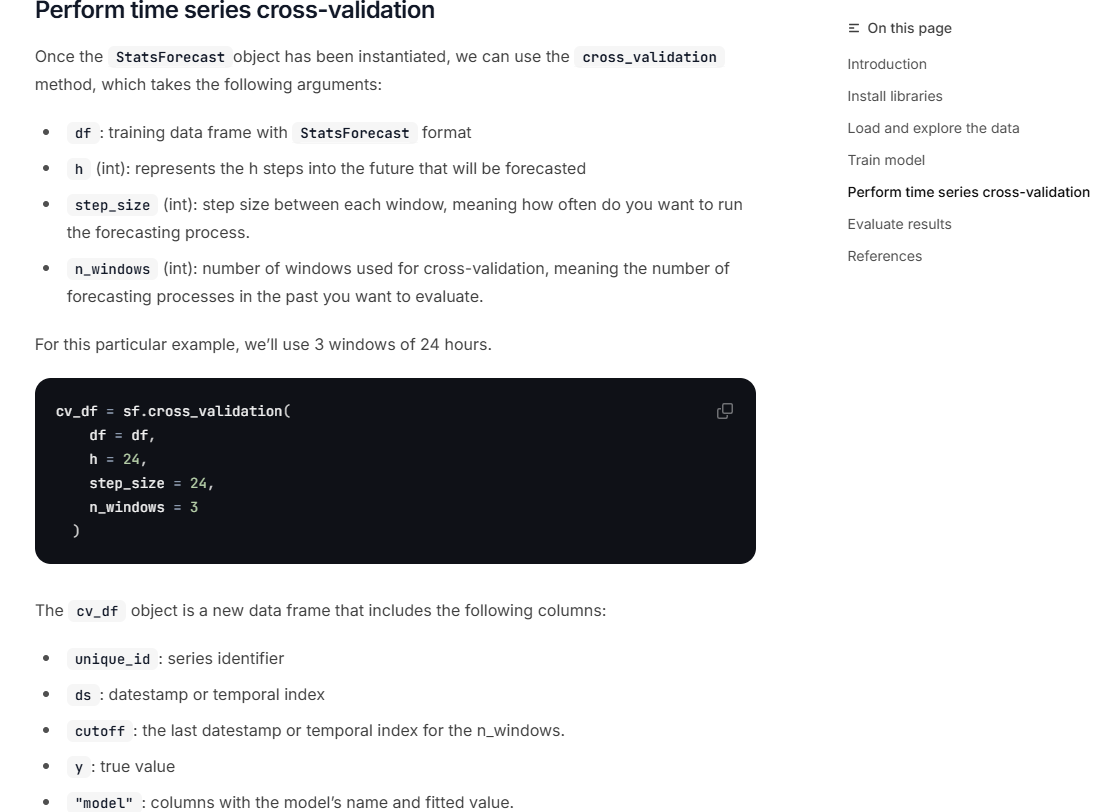 Perform time series cross-validation
Once the StatsForecast object has been instantiated, we can use the cross_validation
method, which takes the following arguments:
df : training data frame with StatsForecast format
h (int): represents the h steps into the future that will be forecasted
step_size (int): step size between each window, meaning how often do you want to run
the forecasting process.
n_windows (int): number of windows used for cross-validation, meaning the number of
forecasting processes in the past you want to evaluate.
For this particular example, we’ll use 3 windows of 24 hours.
cv_df = sf.cross_validation(
    df = df,
    h = 24,
    step_size = 24,
    n_windows = 3
  )
The cv_df object is a new data frame that includes the following columns:
unique_id : series identifier
ds : datestamp or temporal index
cutoff : the last datestamp or temporal index for the n_windows.
y : true value
"model" : columns with the model’s name and fitted value.
On this page
Introduction
Install libraries
Load and explore the data
Train model
Perform time series cross-validation
Evaluate results
References